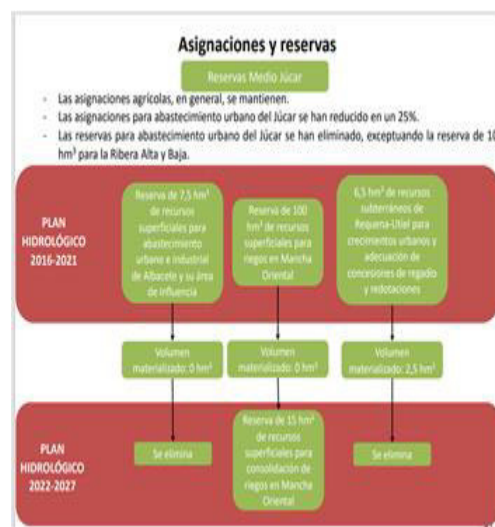 Asignaciones y reservas
Reservas Medio Júcar
- Las asignaciones agrícolas, en general, se mantienen.
- Las asignaciones para abastecimiento urbano del Júcar se han reducido en un 25%.
- Las reservas para abastecimiento urbano del Júcar se han eliminado, exceptuando la reserva de 10
hm³ para la Ribera Alta y Baja.
PLAN
HIDROLÓGICO
2016-2021
Reserva de 7,5 hm³
de recursos
superficiales para
abastecimiento
urbano e industrial
de Albacete y su área
de influencia
Reserva de 100
hm³ de recursos
superficiales para
riegos en Mancha
Oriental
6,5 hm³ de recursos
subterráneos de
Requena-Utiel para
crecimientos urbanos y
adecuación de
concesiones de regadío
y redotaciones
Volumen
materializado: 0 hm³
Volumen
materializado: 0 hm³
Volumen
materializado: 2,5 hm³
PLAN
HIDROLÓGICO
2022-2027
Se elimina
Reserva de 15 hm³
de recursos
superficiales para
consolidación de
riegos en Mancha
Oriental
Se elimina